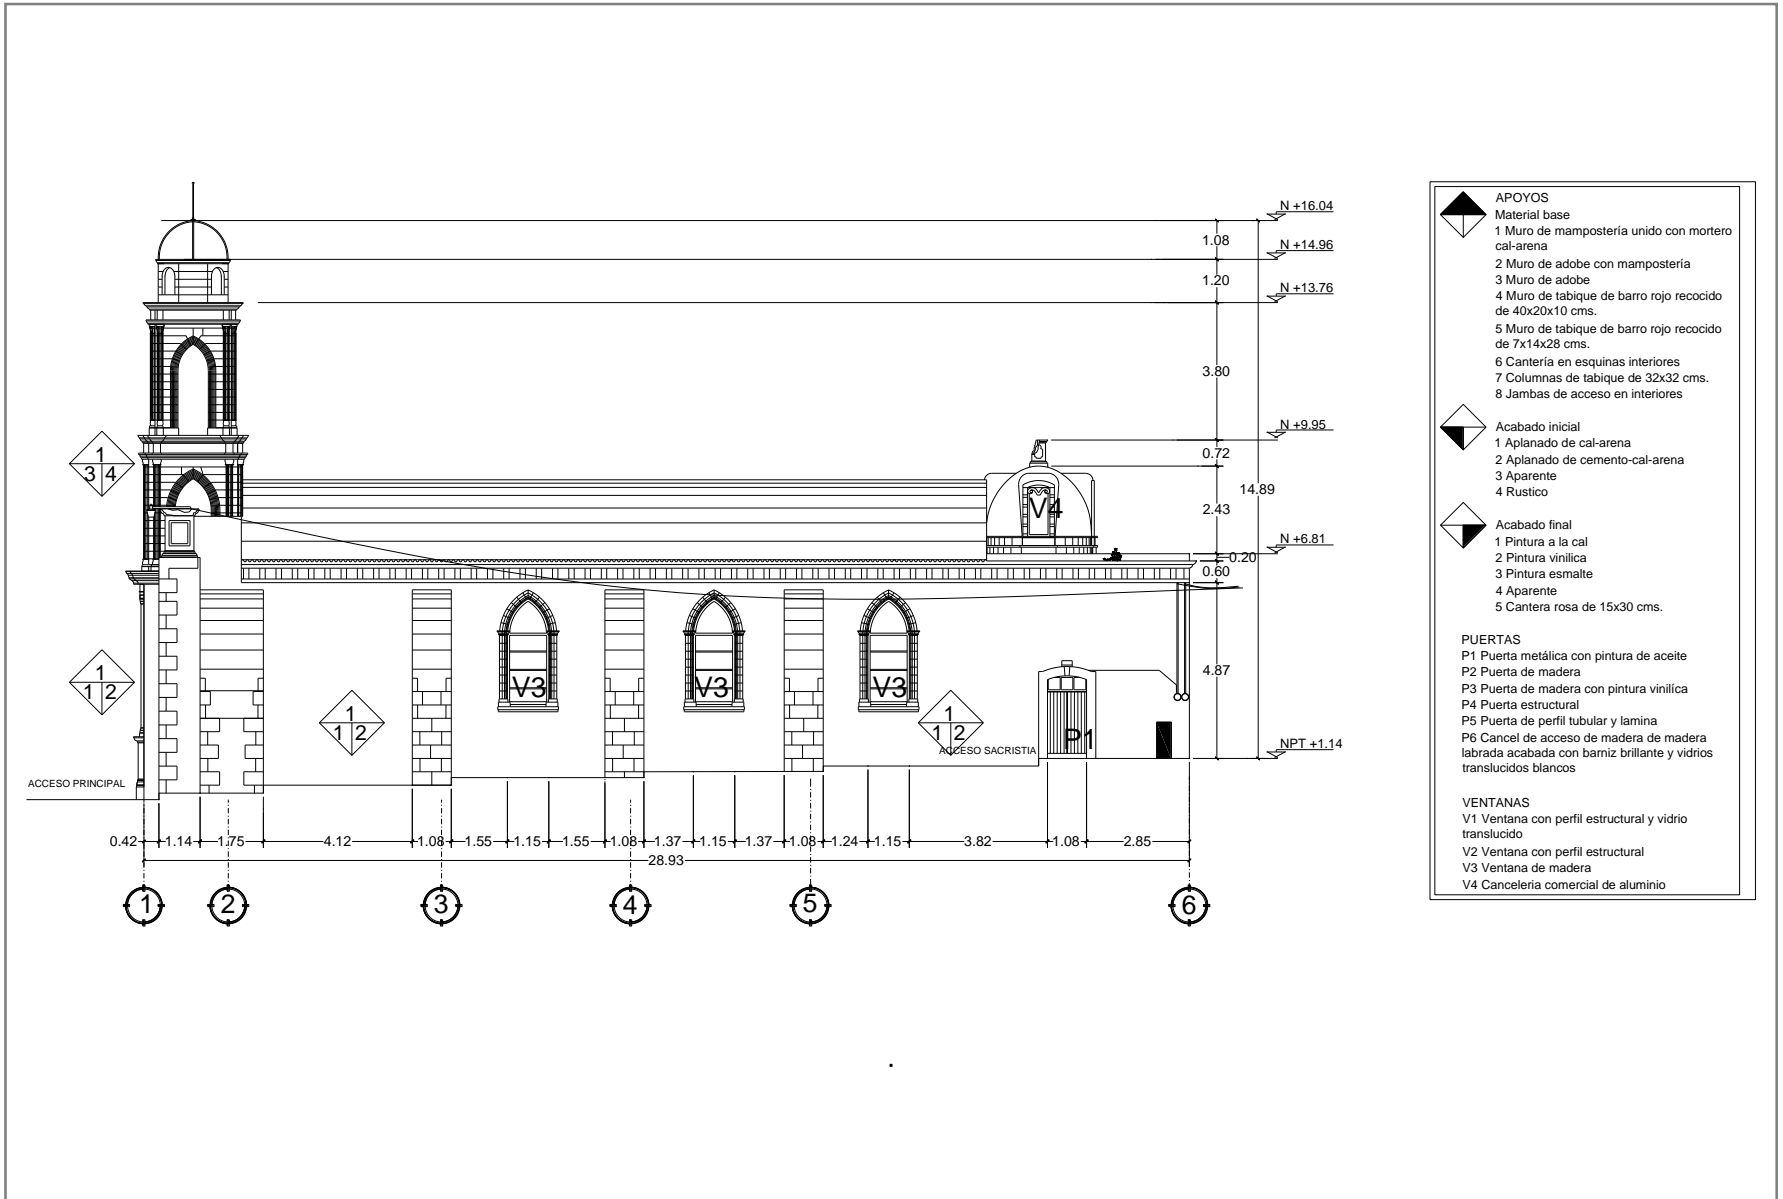 N +16.04
1.08
N +14.96
1.20
N +13.76
3.80
N +9.95
0.72
14.89
2.43
N +6.81
0.20
0.60
4.87
NPT +1.14
1
3 4
1
1 2
1
1 2
1
1 2
V4
V3
V3
V3
P1
ACCESO SACRISTIA
ACCESO PRINCIPAL
0.42 1.14 1.75 4.12 1.08 1.55 1.15 1.55 1.08 1.37 1.15 1.37 1.08 1.24 1.15 3.82 1.08 2.85
28.93
1 2 3 4 5 6
APOYOS
Material base
1 Muro de mampostería unido con mortero
cal-arena
2 Muro de adobe con mampostería
3 Muro de adobe
4 Muro de tabique de barro rojo recocido
de 40x20x10 cms.
5 Muro de tabique de barro rojo recocido
de 7x14x28 cms.
6 Cantería en esquinas interiores
7 Columnas de tabique de 32x32 cms.
8 Jambas de acceso en interiores
Acabado inicial
1 Aplanado de cal-arena
2 Aplanado de cemento-cal-arena
3 Aparente
4 Rustico
Acabado final
1 Pintura a la cal
2 Pintura vinilica
3 Pintura esmalte
4 Aparente
5 Cantera rosa de 15x30 cms.
PUERTAS
P1 Puerta metálica con pintura de aceite
P2 Puerta de madera
P3 Puerta de madera con pintura vinilíca
P4 Puerta estructural
P5 Puerta de perfil tubular y lamina
P6 Cancel de acceso de madera de madera
labrada acabada con barniz brillante y vidrios
translucidos blancos
VENTANAS
V1 Ventana con perfil estructural y vidrio
translucido
V2 Ventana con perfil estructural
V3 Ventana de madera
V4 Canceleria comercial de aluminio